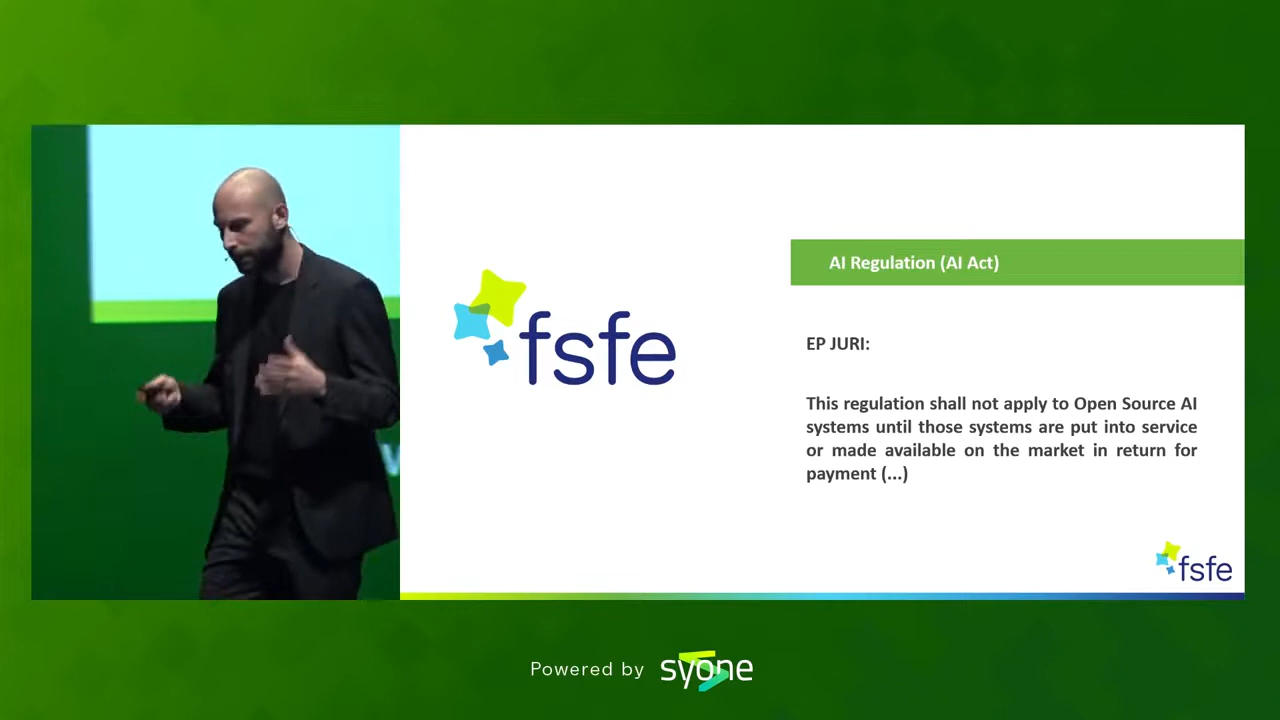 AI Regulation (AI Act)
fsfe
EP JURI:
This regulation shall not apply to Open Source AI
systems until those systems are put into service
or made available on the market in return for
payment (...)
fsfe
Powered by syone